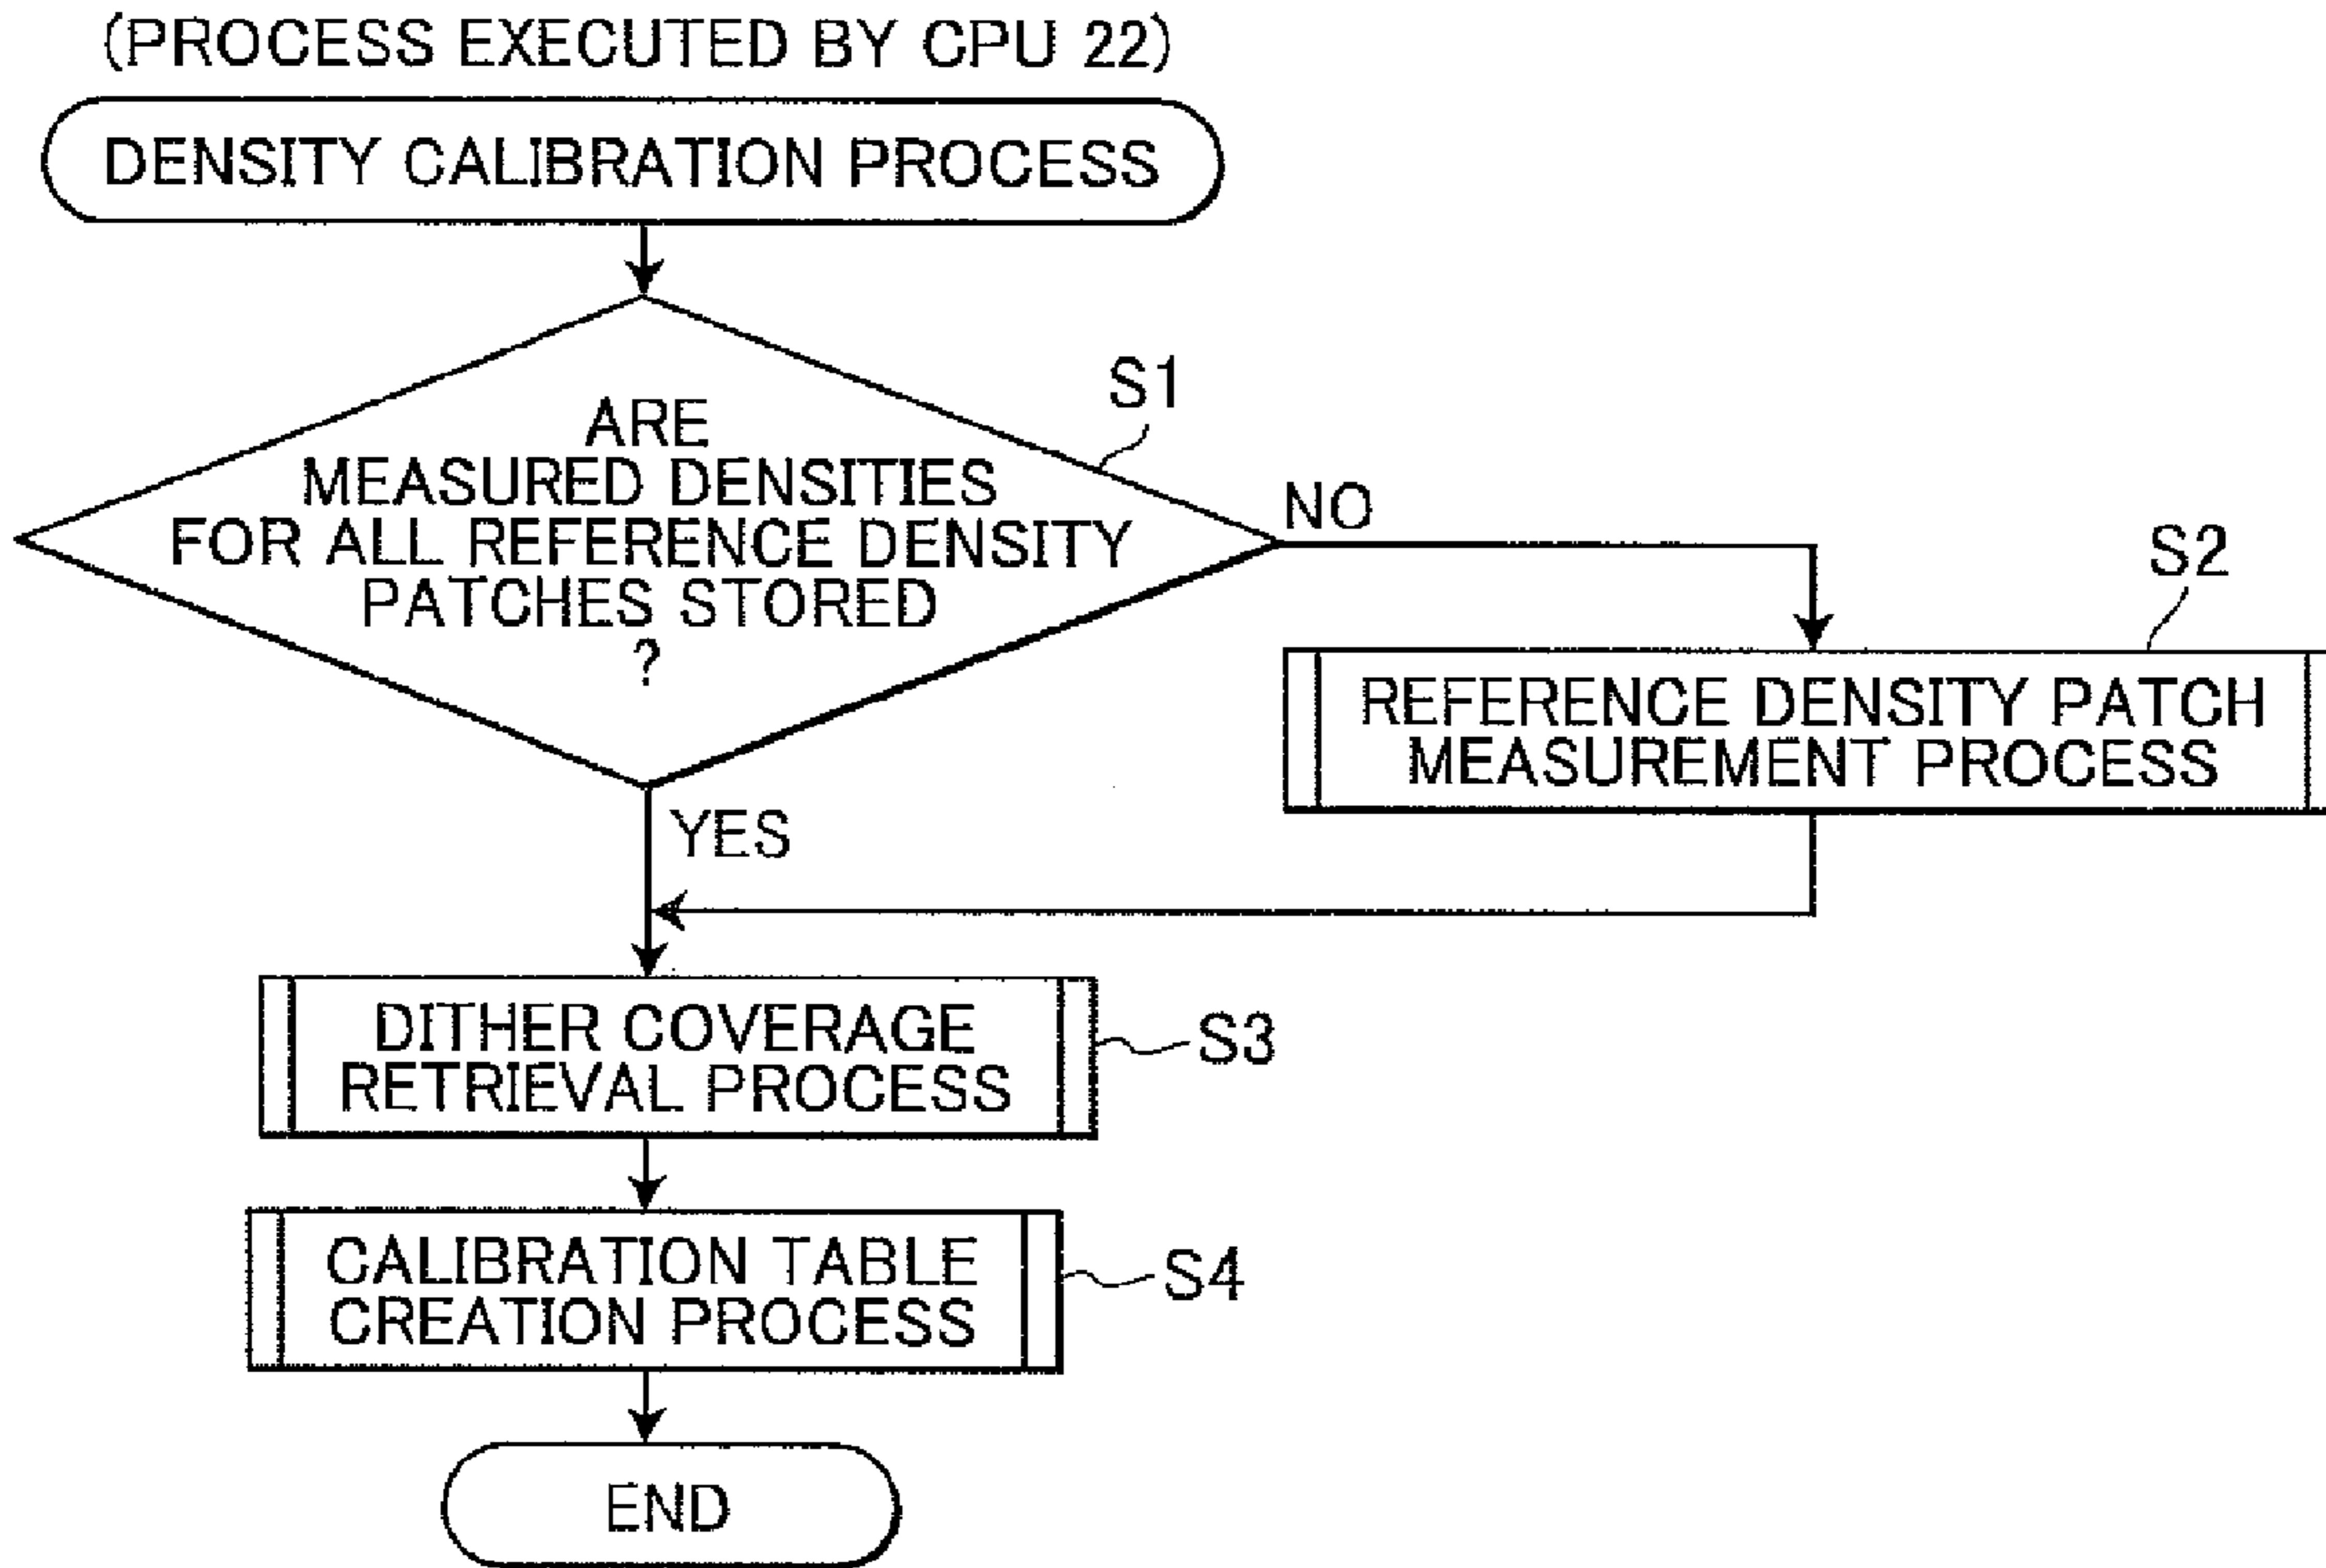 (PROCESS EXECUTED BY CPU 22)
DENSITY CALIBRATION PROCESS
S1
ARE
MEASURED DENSITIES
FOR ALL REFERENCE DENSITY
PATCHES STORED
?
NO
S2
REFERENCE DENSITY PATCH
MEASUREMENT PROCESS
YES
DITHER COVERAGE
RETRIEVAL PROCESS
S3
CALIBRATION TABLE
CREATION PROCESS
S4
END